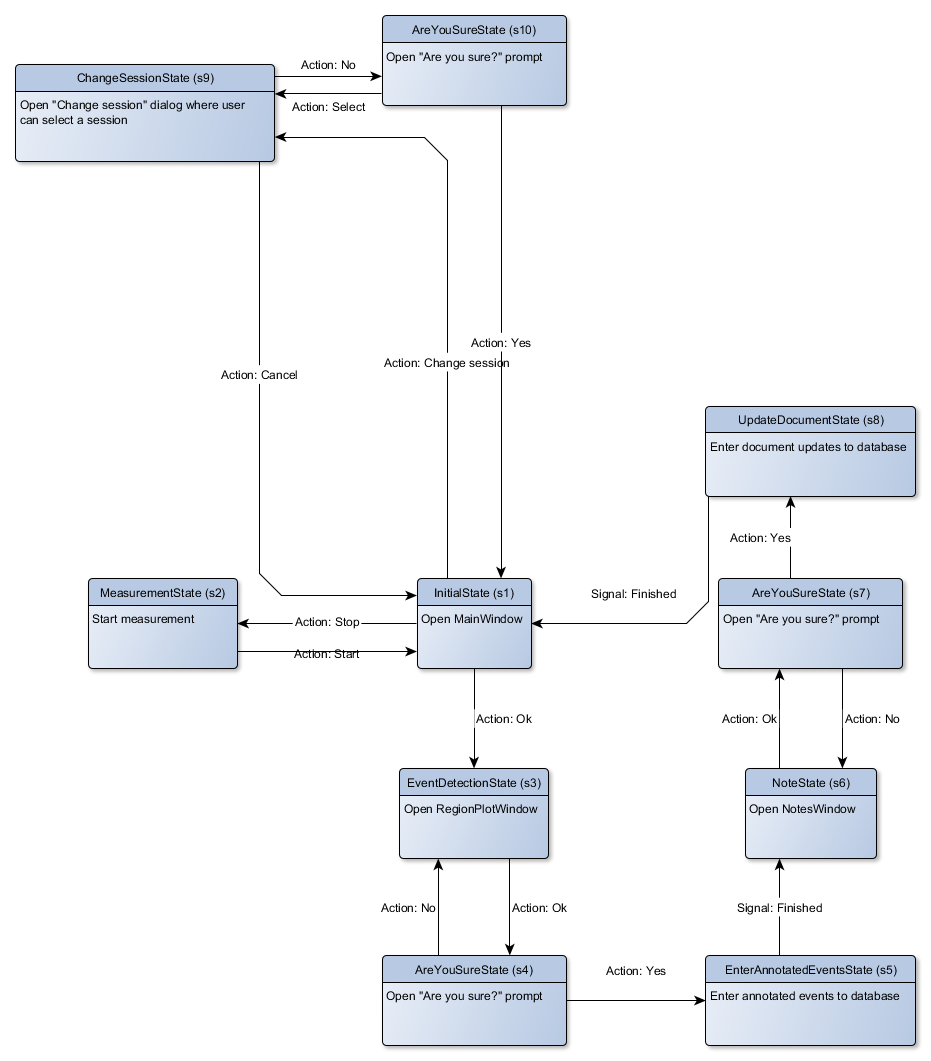 AreYouSureState (s10)
Open "Are you sure?" prompt
ChangeSessionState (s9)
Open "Change session" dialog where user
can select a session
Action: No
Action: Select
Action: Yes
Action: Change session
Action: Cancel
UpdateDocumentState (s8)
Enter document updates to database
Action: Yes
MeasurementState (s2)
Start measurement
Action: Stop
Action: Start
InitialState (s1)
Open MainWindow
Signal: Finished
AreYouSureState (s7)
Open "Are you sure?" prompt
Action: Ok
Action: Ok
Action: No
EventDetectionState (s3)
Open RegionPlotWindow
NoteState (s6)
Open NotesWindow
Action: No
Action: Ok
Signal: Finished
AreYouSureState (s4)
Open "Are you sure?" prompt
Action: Yes
EnterAnnotatedEventsState (s5)
Enter annotated events to database